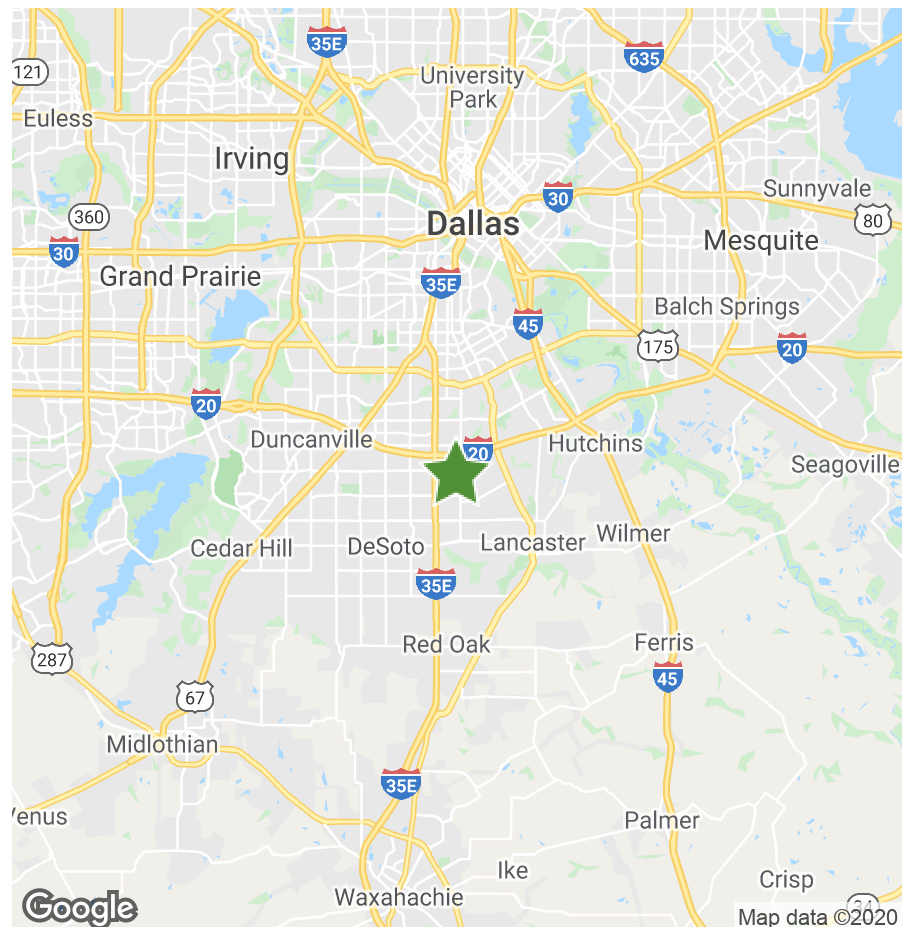 35E
635
121
University
Park
Euless
Irving
30
Sunnyvale
360
80
Dallas
Mesquite
30
Grand Prairie
35E
Balch Springs
45
175
20
20
Duncanville
20
Hutchins
Seagoville
Cedar Hill
DeSoto
Lancaster
Wilmer
35E
Red Oak
Ferris
287
45
67
Midlothian
35E
Venus
Palmer
Ike
Crisp
Waxahachie
34
Google
Map data ©2020